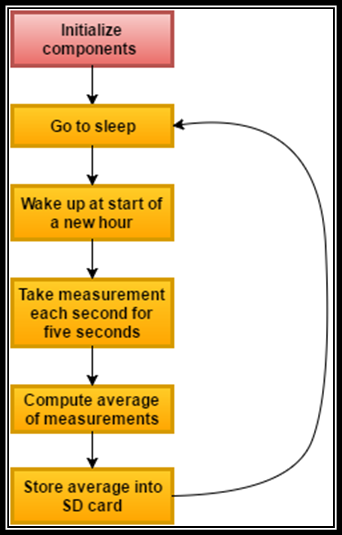 Initialize
components
Go to sleep
Wake up at start of
a new hour
Take measurement
each second for
five seconds
Compute average
of measurements
Store average into
SD card